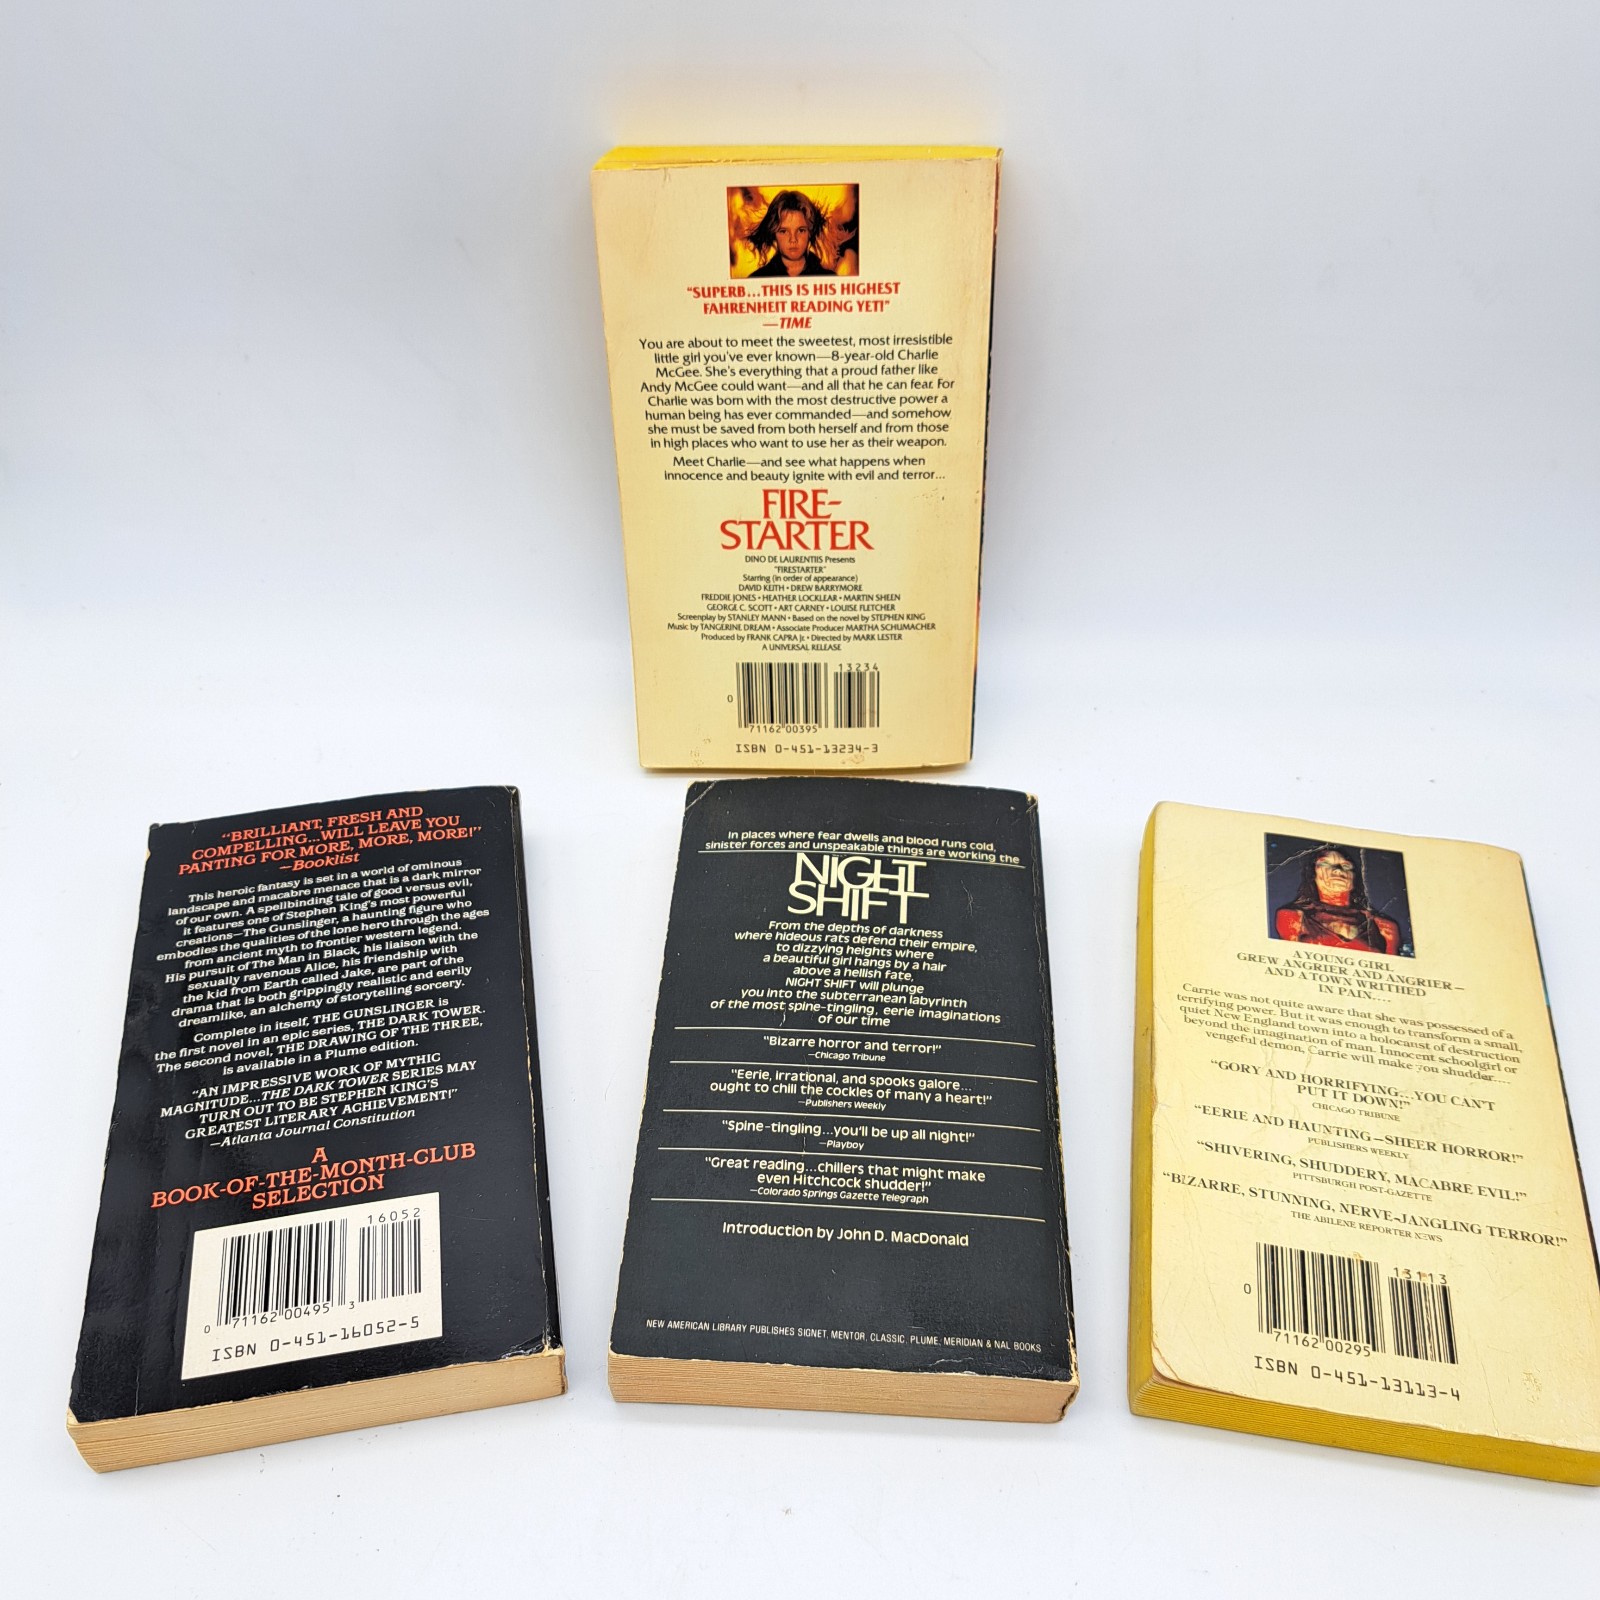 "SUPERB...THIS IS HIS HIGHEST
FAHRENHEIT READING YET!"
—TIME
You are about to meet the sweetest, most irresistible
little girl you've ever known—8-year-old Charlie
McGee. She's everything that a proud father like
Andy McGee could want—and all that he can fear. For
Charlie was born with the most destructive power a
human being has ever commanded—and somehow
she must be saved from both herself and from those
in high places who want to use her as their weapon.
Meet Charlie—and see what happens when
innocence and beauty ignite with evil and terror...
FIRE-
STARTER
DINO DE LAURENTIIS Presents
"FIRESTARTER"
Starring (in order of appearance)
DAVID KEITH • DREW BARRYMORE
FREDDIE JONES • HEATHER LOCKLEAR • MARTIN SHEEN
GEORGE C. SCOTT • ART CARNEY • LOUISE FLETCHER
Screenplay by STANLEY MANN • Based on the novel by STEPHEN KING
Music by TANGERINE DREAM • Associate Producer MARTHA SCHUMACHER
Produced by FRANK CAPRA Jr. • Directed by MARK LESTER
A UNIVERSAL RELEASE
13234
0
71162 00395
ISBN 0-451-13234-3
"BRILLIANT, FRESH AND
COMPELLING...WILL LEAVE YOU
PANTING FOR MORE, MORE, MORE!"
—Booklist
This heroic fantasy is set in a world of ominous
landscape and macabre menace that is a dark mirror
of our own. A spellbinding tale of good versus evil,
it features one of Stephen King's most powerful
creations—The Gunslinger, a haunting figure who
embodies the qualities of the lone hero through the ages
from ancient myth to frontier western legend.
His pursuit of The Man in Black, his liaison with the
sexually ravenous Alice, his friendship with
the kid from Earth called Jake, are part of the
drama that is both grippingly realistic and eerily
dreamlike, an alchemy of storytelling sorcery.
Complete in itself, THE GUNSLINGER is
the first novel in an epic series, THE DARK TOWER.
The second novel, THE DRAWING OF THE THREE,
is available in a Plume edition.
"AN IMPRESSIVE WORK OF MYTHIC
MAGNITUDE...THE DARK TOWER SERIES MAY
TURN OUT TO BE STEPHEN KING'S
GREATEST LITERARY ACHIEVEMENT!"
—Atlanta Journal Constitution
A
BOOK-OF-THE-MONTH-CLUB
SELECTION
16052
0
71162 00495 3
ISBN 0-451-16052-5
In places where fear dwells and blood runs cold,
sinister forces and unspeakable things are working the
NIGHT
SHIFT
From the depths of darkness
where hideous rats defend their empire,
to dizzying heights where
a beautiful girl hangs by a hair
above a hellish fate,
NIGHT SHIFT will plunge
you into the subterranean labyrinth
of the most spine-tingling, eerie imaginations
of our time
"Bizarre horror and terror!"
—Chicago Tribune
"Eerie, irrational, and spooks galore...
ought to chill the cockles of many a heart!"
—Publishers Weekly
"Spine-tingling...you'll be up all night!"
—Playboy
"Great reading...chillers that might make
even Hitchcock shudder!"
—Colorado Springs Gazette Telegraph
Introduction by John D. MacDonald
NEW AMERICAN LIBRARY PUBLISHES SIGNET, MENTOR, CLASSIC, PLUME, MERIDIAN & NAL BOOKS
A YOUNG GIRL
GREW ANGRIER AND ANGRIER—
AND A TOWN WRITHED
IN PAIN....
Carrie was not quite aware that she was possessed of a
terrifying power. But it was enough to transform a small,
quiet New England town into a holocaust of destruction
beyond the imagination of man. Innocent schoolgirl or
vengeful demon, Carrie will make you shudder....
"GORY AND HORRIFYING...YOU CAN'T
PUT IT DOWN!"
CHICAGO TRIBUNE
"EERIE AND HAUNTING—SHEER HORROR!"
PUBLISHERS WEEKLY
"SHIVERING, SHUDDERY, MACABRE EVIL!"
PITTSBURGH POST-GAZETTE
"BIZARRE, STUNNING, NERVE-JANGLING TERROR!"
THE ABILENE REPORTER NEWS
13113
0
71162 00295
ISBN 0-451-13113-4